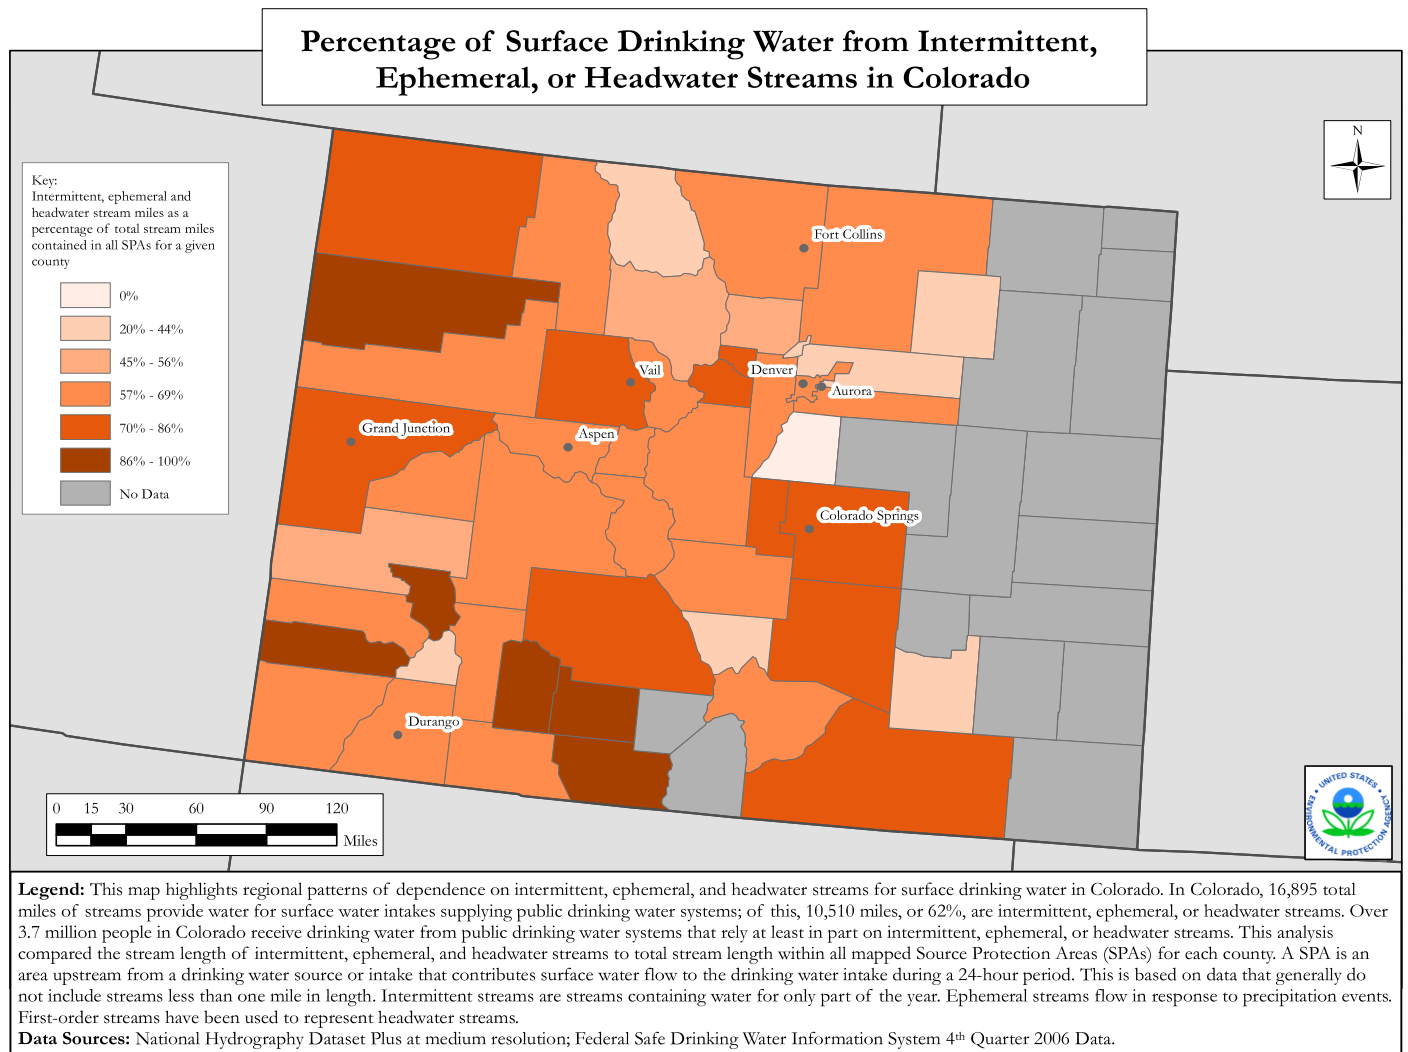 Percentage of Surface Drinking Water from Intermittent,
Ephemeral, or Headwater Streams in Colorado
N
Key:
Intermittent, ephemeral and
headwater stream miles as a
percentage of total stream miles
contained in all SPAs for a given
county
0%
20% - 44%
45% - 56%
57% - 69%
70% - 86%
86% - 100%
No Data
Fort Collins
Vail
Denver
Aurora
Grand Junction
Aspen
Colorado Springs
Durango
0 15 30 60 90 120
Miles
UNITED STATES
ENVIRONMENTAL PROTECTION AGENCY
Legend: This map highlights regional patterns of dependence on intermittent, ephemeral, and headwater streams for surface drinking water in Colorado. In Colorado, 16,895 total
miles of streams provide water for surface water intakes supplying public drinking water systems; of this, 10,510 miles, or 62%, are intermittent, ephemeral, or headwater streams. Over
3.7 million people in Colorado receive drinking water from public drinking water systems that rely at least in part on intermittent, ephemeral, or headwater streams. This analysis
compared the stream length of intermittent, ephemeral, and headwater streams to total stream length within all mapped Source Protection Areas (SPAs) for each county. A SPA is an
area upstream from a drinking water source or intake that contributes surface water flow to the drinking water intake during a 24-hour period. This is based on data that generally do
not include streams less than one mile in length. Intermittent streams are streams containing water for only part of the year. Ephemeral streams flow in response to precipitation events.
First-order streams have been used to represent headwater streams.
Data Sources: National Hydrography Dataset Plus at medium resolution; Federal Safe Drinking Water Information System 4th Quarter 2006 Data.